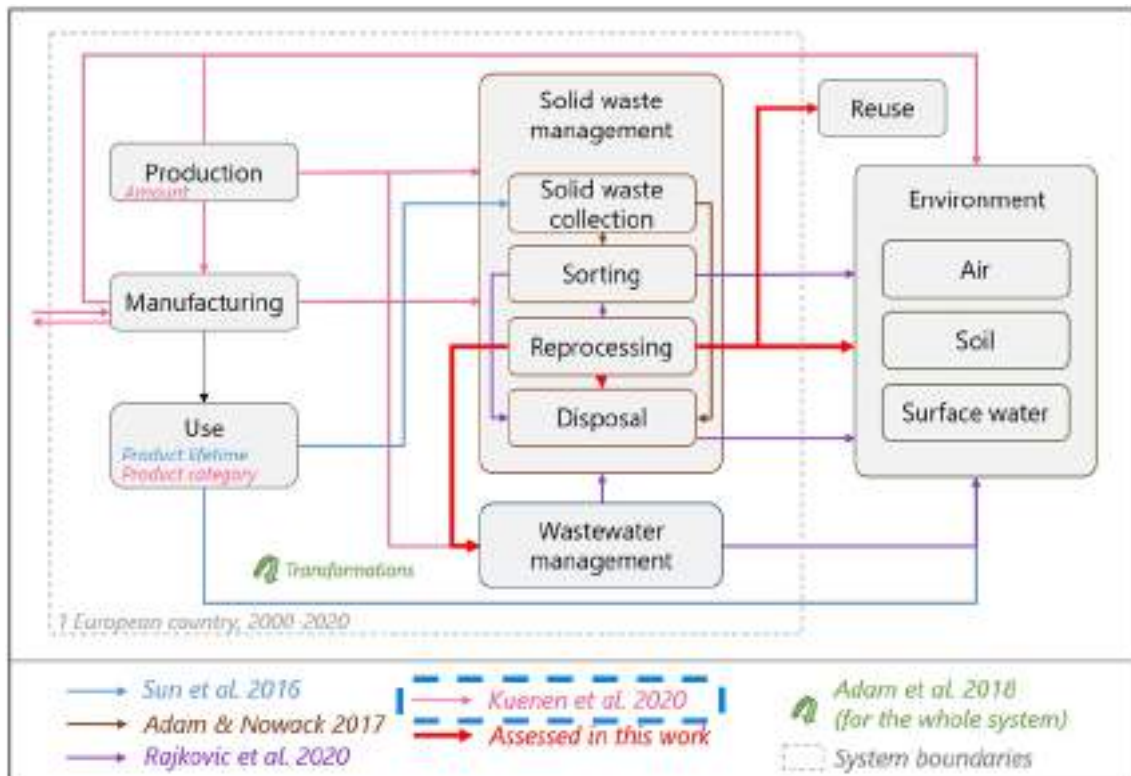 Solid waste
management
Reuse
Production
Amount
Solid waste
collection
Environment
Sorting
Air
Manufacturing
Reprocessing
Soil
Use
Product lifetime
Product category
Disposal
Surface water
Wastewater
management
Transformations
1 European country, 2000-2020
Sun et al. 2016
Kuenen et al. 2020
Adam et al. 2018
(for the whole system)
Adam & Nowack 2017
Assessed in this work
Rajkovic et al. 2020
System boundaries